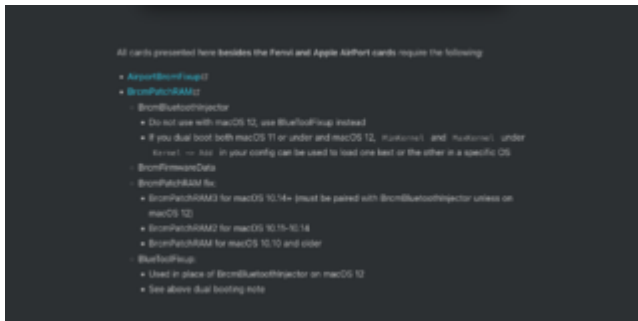 All cards presented here besides the Fenvi and Apple AirPort cards require the following:
AirportBrcmFixup
BrcmPatchRAM
BrcmBluetoothInjector
Do not use with macOS 12, use BlueToolFixup instead
If you dual boot both macOS 11 or under and macOS 12, MinKernel and MaxKernel under
Kernel -> Add in your config can be used to load one kext or the other in a specific OS
BrcmFirmwareData
BrcmPatchRAM fix:
BrcmPatchRAM3 for macOS 10.14+ (must be paired with BrcmBluetoothInjector unless on
macOS 12)
BrcmPatchRAM2 for macOS 10.11-10.14
BrcmPatchRAM for macOS 10.10 and older
BlueToolFixup:
Used in place of BrcmBluetoothInjector on macOS 12
See above dual booting note